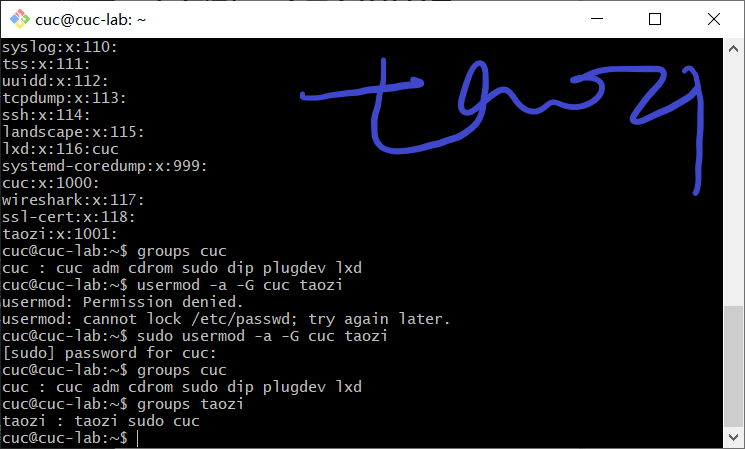 cuc@cuc-lab: ~
syslog:x:110:
tss:x:111:
uuidd:x:112:
tcpdump:x:113:
ssh:x:114:
landscape:x:115:
lxd:x:116:cuc
systemd-coredump:x:999:
cuc:x:1000:
wireshark:x:117:
ssl-cert:x:118:
taozi:x:1001:
cuc@cuc-lab:~$ groups cuc
cuc : cuc adm cdrom sudo dip plugdev lxd
cuc@cuc-lab:~$ usermod -a -G cuc taozi
usermod: Permission denied.
usermod: cannot lock /etc/passwd; try again later.
cuc@cuc-lab:~$ sudo usermod -a -G cuc taozi
[sudo] password for cuc:
cuc@cuc-lab:~$ groups cuc
cuc : cuc adm cdrom sudo dip plugdev lxd
cuc@cuc-lab:~$ groups taozi
taozi : taozi sudo cuc
cuc@cuc-lab:~$
taozi